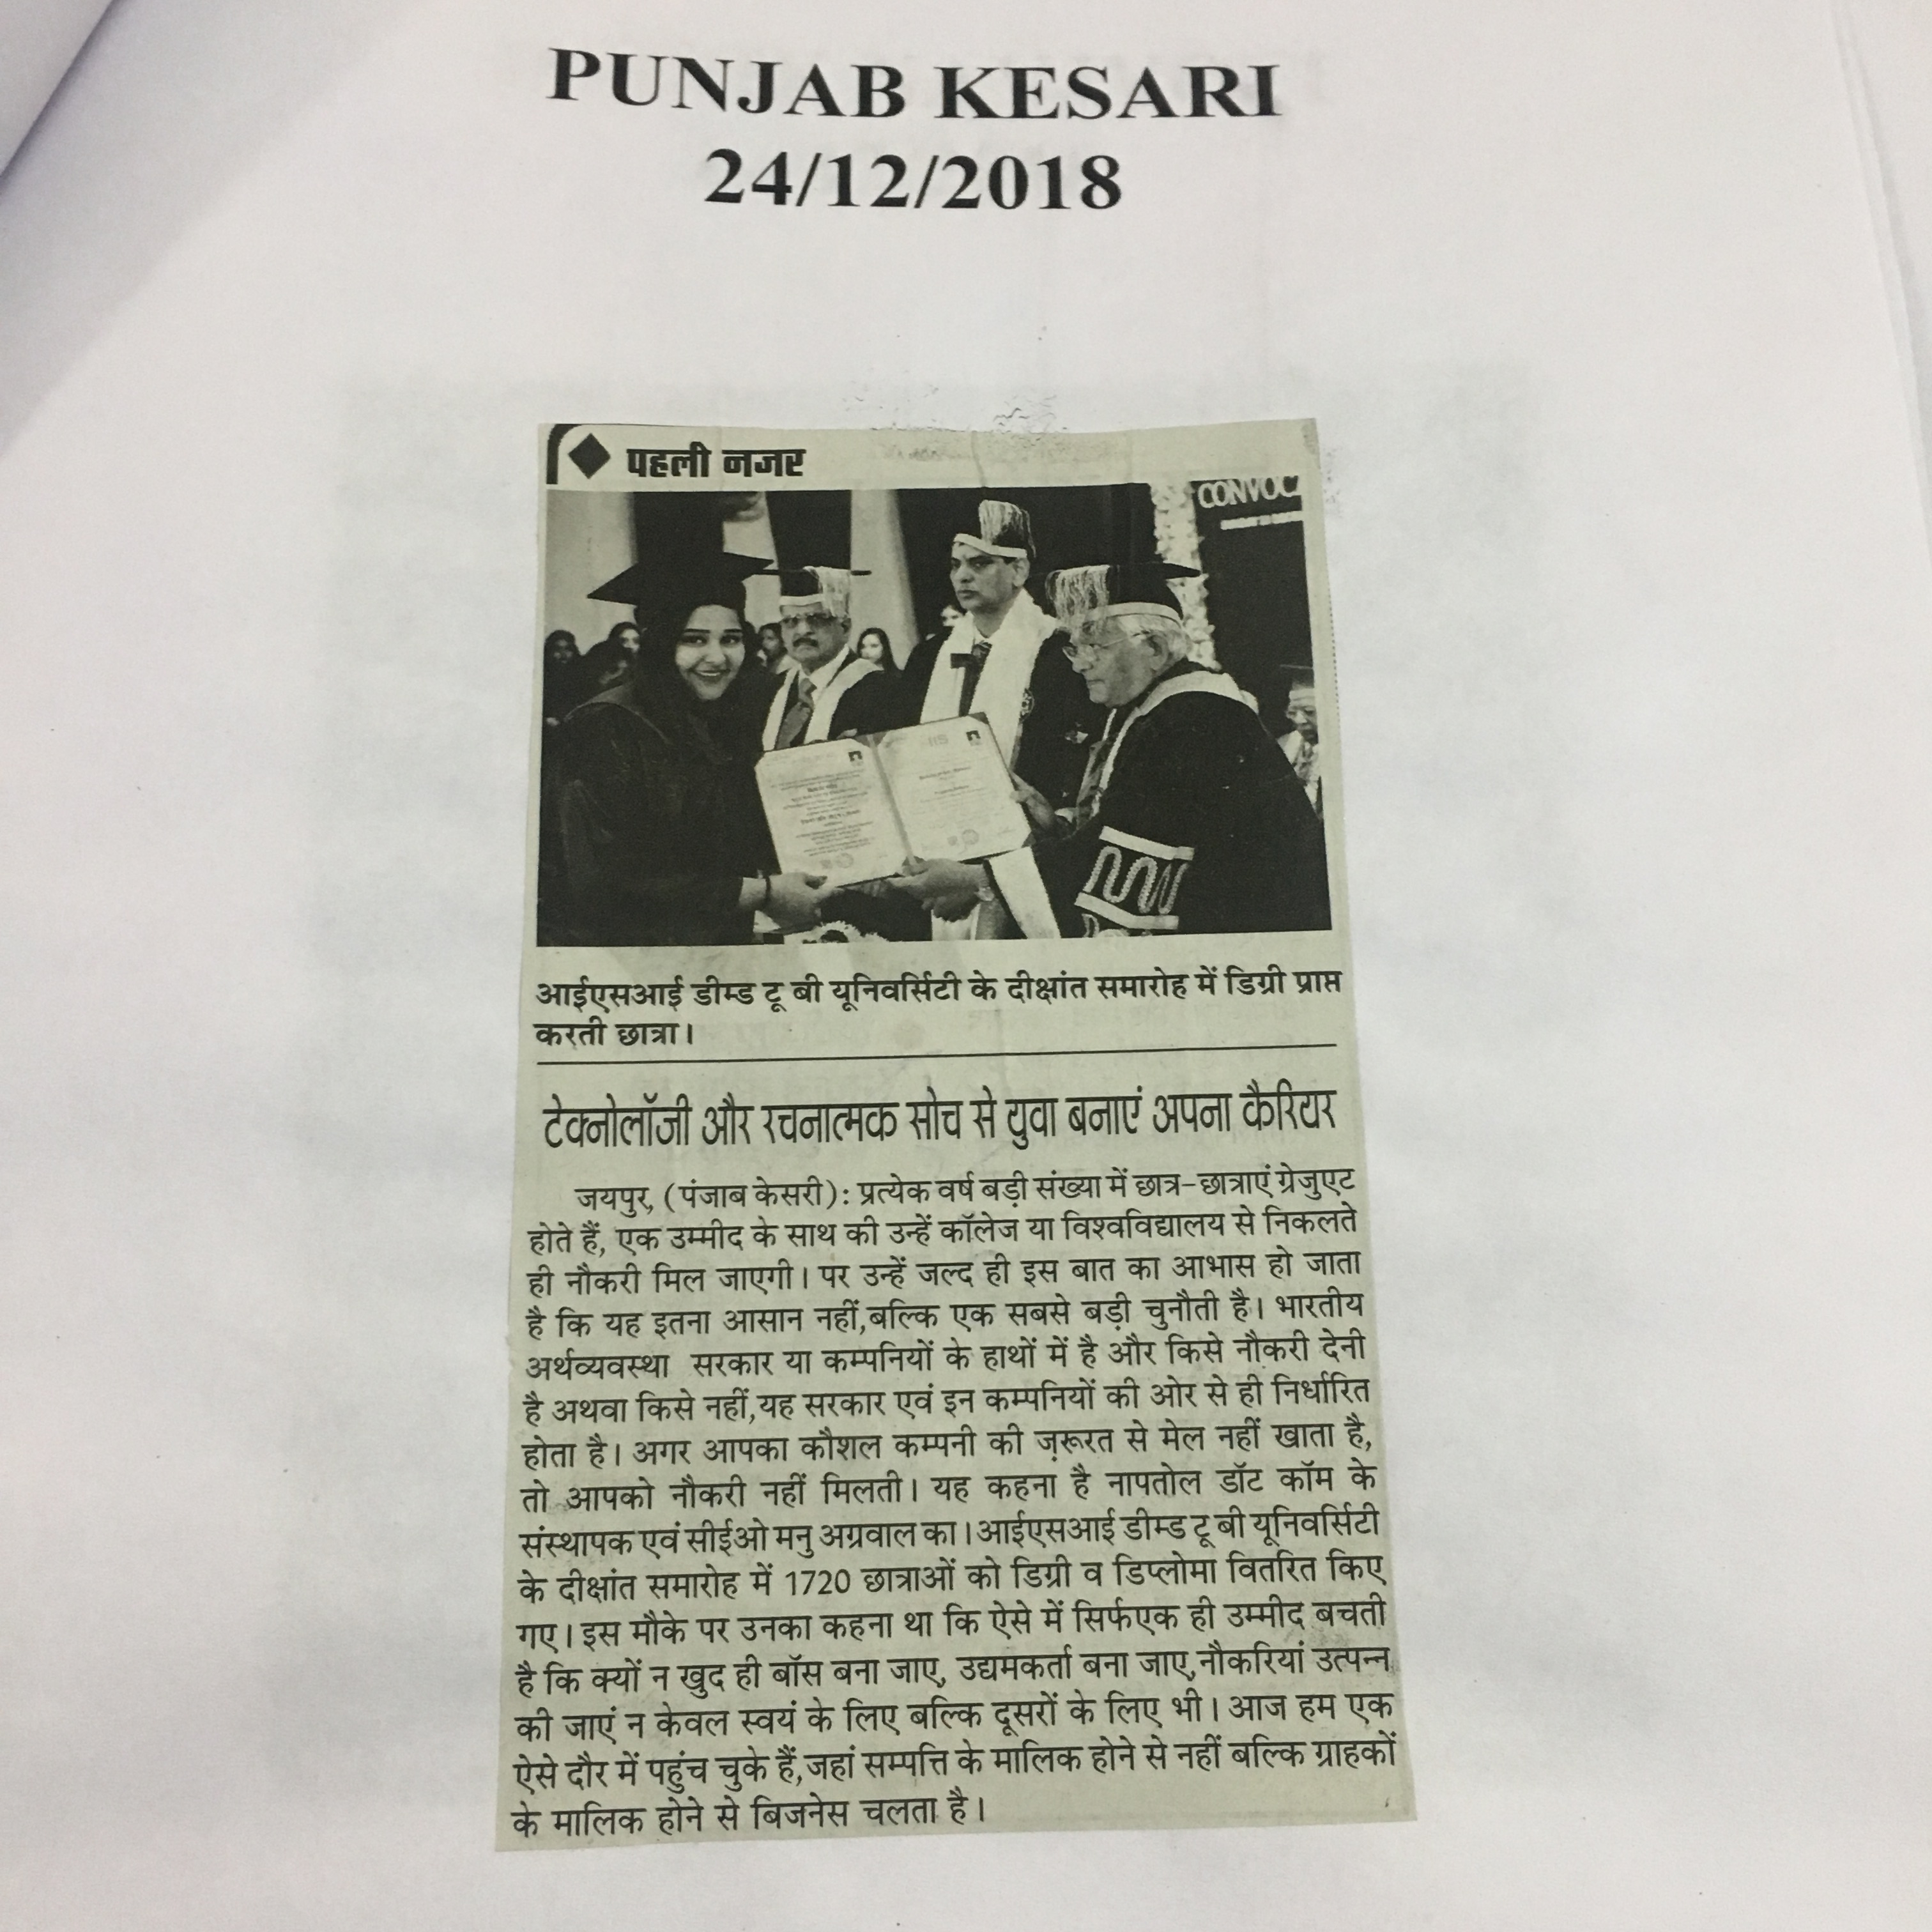 PUNJAB KESARI
24/12/2018
पहली नजर
CONVOCA
IIS
आईएसआई डीम्ड टू बी यूनिवर्सिटी के दीक्षांत समारोह में डिग्री प्राप्त
करती छात्रा।
टेक्नोलॉजी और रचनात्मक सोच से युवा बनाएं अपना कैरियर
जयपुर, (पंजाब केसरी): प्रत्येक वर्ष बड़ी संख्या में छात्र-छात्राएं ग्रेजुएट
होते हैं, एक उम्मीद के साथ की उन्हें कॉलेज या विश्वविद्यालय से निकलते
ही नौकरी मिल जाएगी। पर उन्हें जल्द ही इस बात का आभास हो जाता
है कि यह इतना आसान नहीं,बल्कि एक सबसे बड़ी चुनौती है। भारतीय
अर्थव्यवस्था सरकार या कम्पनियों के हाथों में है और किसे नौकरी देनी
है अथवा किसे नहीं,यह सरकार एवं इन कम्पनियों की ओर से ही निर्धारित
होता है। अगर आपका कौशल कम्पनी की ज़रूरत से मेल नहीं खाता है,
तो आपको नौकरी नहीं मिलती। यह कहना है नापतोल डॉट कॉम के
संस्थापक एवं सीईओ मनु अग्रवाल का।आईएसआई डीम्ड टू बी यूनिवर्सिटी
के दीक्षांत समारोह में 1720 छात्राओं को डिग्री व डिप्लोमा वितरित किए
गए। इस मौके पर उनका कहना था कि ऐसे में सिर्फएक ही उम्मीद बचती
है कि क्यों न खुद ही बॉस बना जाए, उद्यमकर्ता बना जाए,नौकरियां उत्पन्न
की जाएं न केवल स्वयं के लिए बल्कि दूसरों के लिए भी। आज हम एक
ऐसे दौर में पहुंच चुके हैं,जहां सम्पत्ति के मालिक होने से नहीं बल्कि ग्राहकों
के मालिक होने से बिजनेस चलता है।